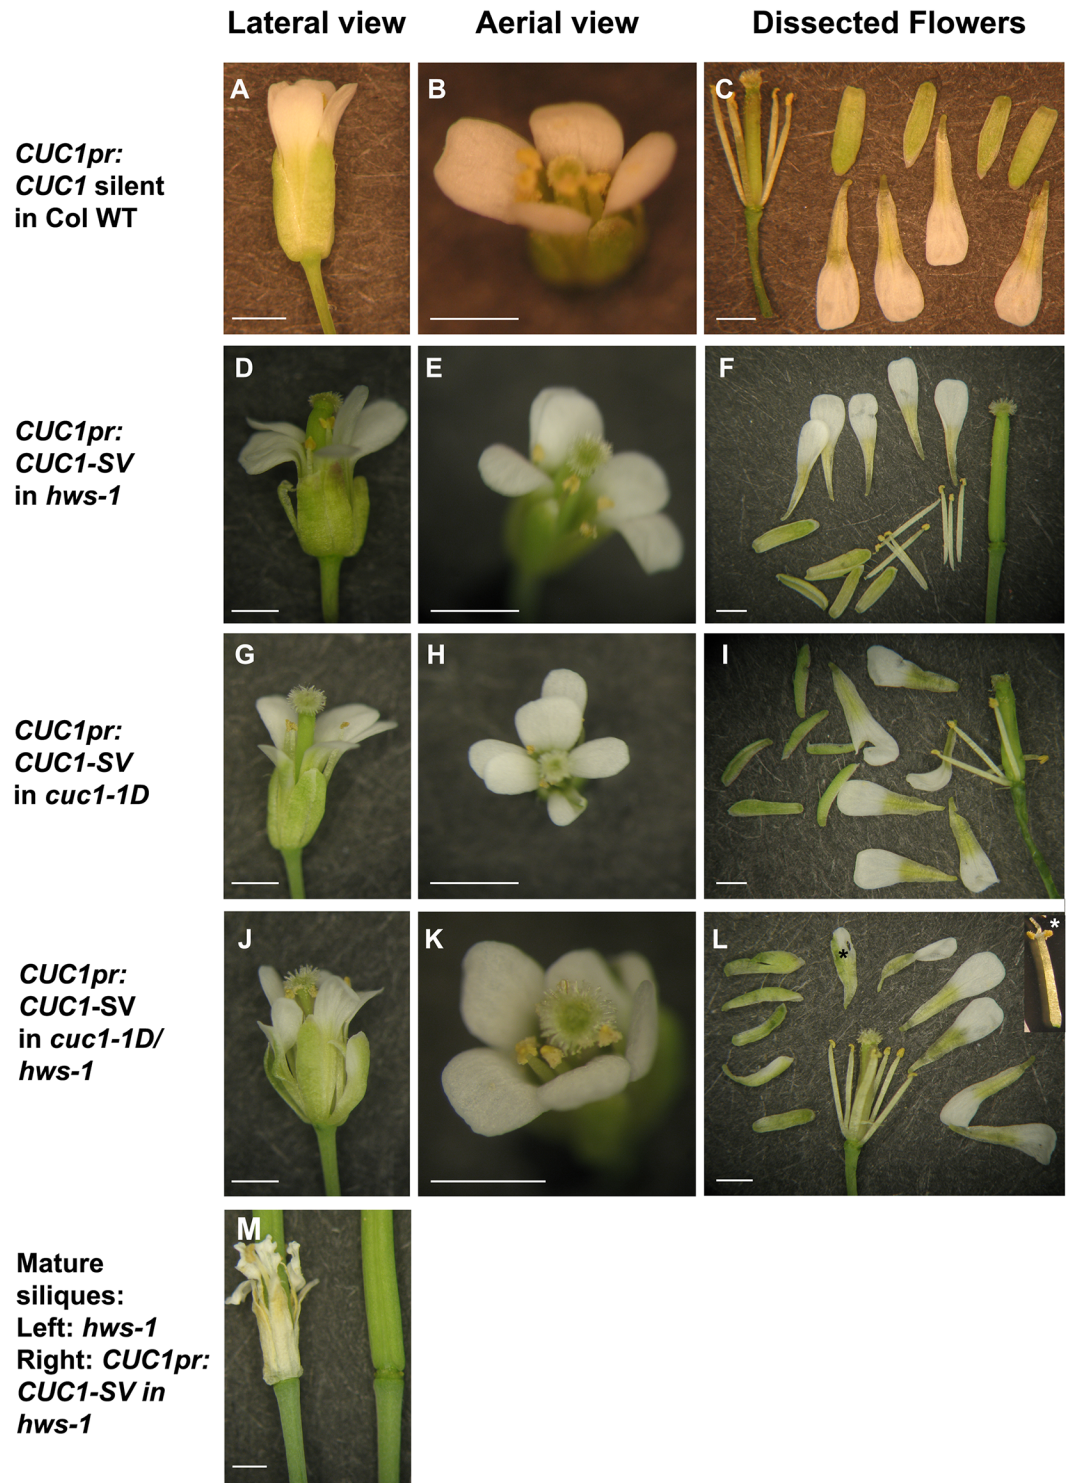 Lateral view Aerial view Dissected Flowers
CUC1pr:
CUC1 silent
in Col WT
A B C
CUC1pr:
CUC1-SV
in hws-1
D E F
CUC1pr:
CUC1-SV
in cuc1-1D
G H I
CUC1pr:
CUC1-SV
in cuc1-1D/
hws-1
J K L * *
Mature
siliques:
Left: hws-1
Right: CUC1pr:
CUC1-SV in
hws-1
M